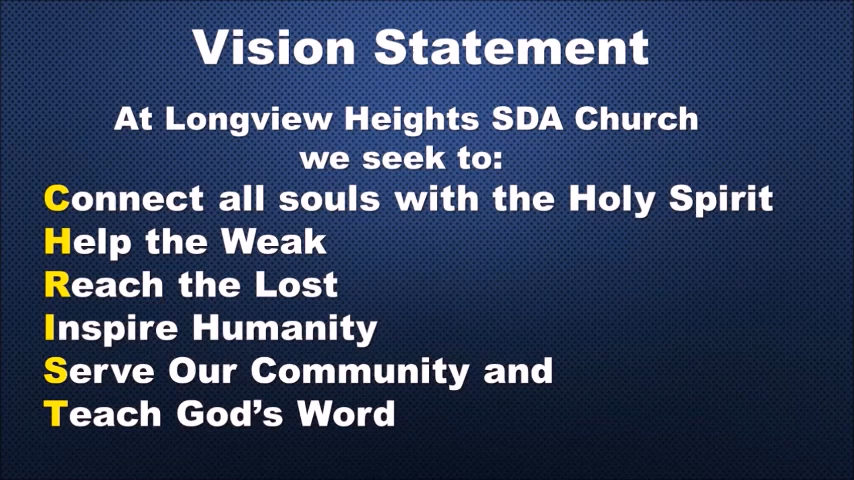 Vision Statement
At Longview Heights SDA Church
we seek to:
Connect all souls with the Holy Spirit
Help the Weak
Reach the Lost
Inspire Humanity
Serve Our Community and
Teach God’s Word